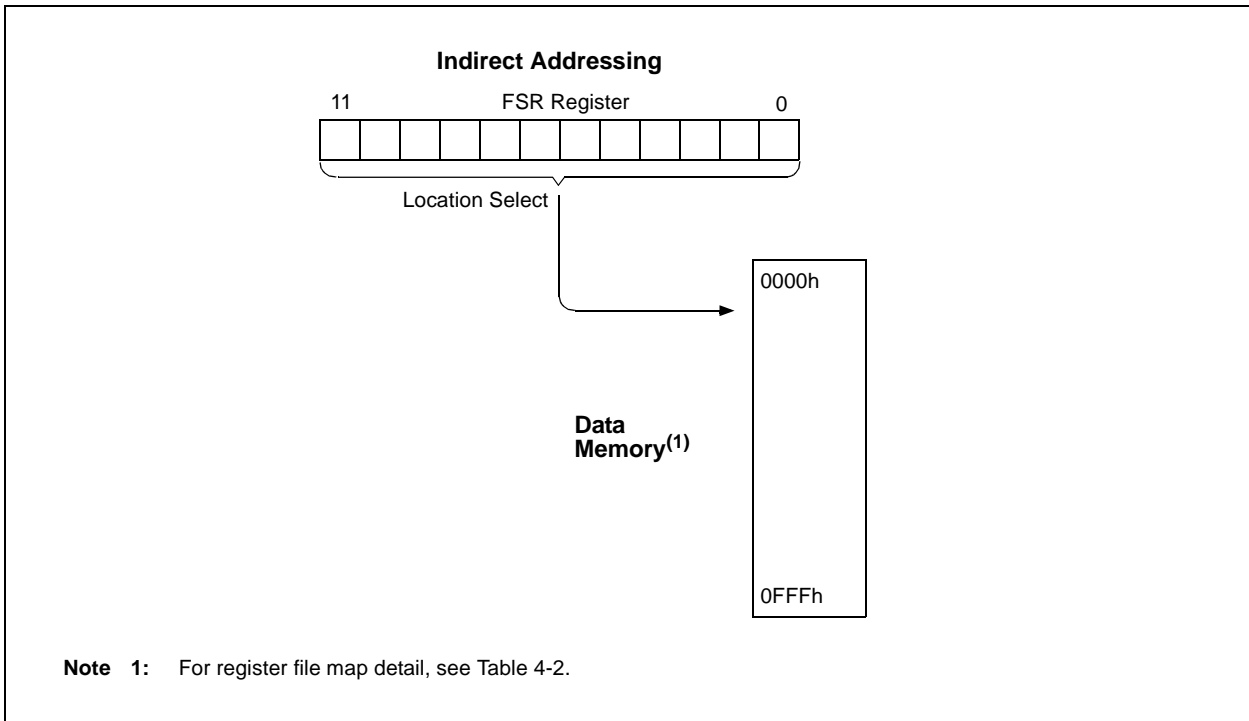 Indirect Addressing
11 FSR Register 0
Location Select
0000h
Data
Memory(1)
0FFFh
Note 1: For register file map detail, see Table 4-2.